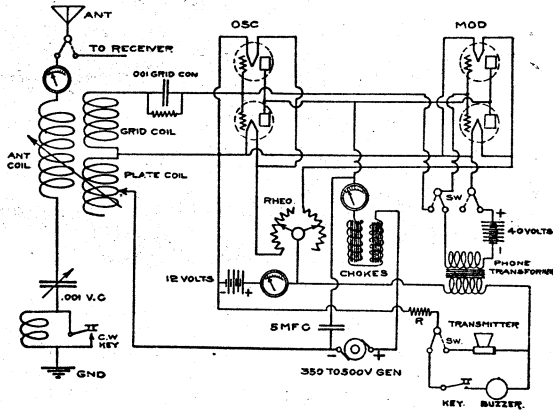 ANT
OSC
MOD
TO RECEIVER
.001 GRID CON
GRID COIL
ANT
COIL
PLATE COIL
RHEO
SW.
+
40 VOLTS
-
PHONE
TRANSFORMER
12 VOLTS
- +
CHOKES
.001 V.C
5 MFC
R
TRANSMITTER
SW.
C.W
KEY
- +
350 TO 500V GEN
GND
KEY.
BUZZER.